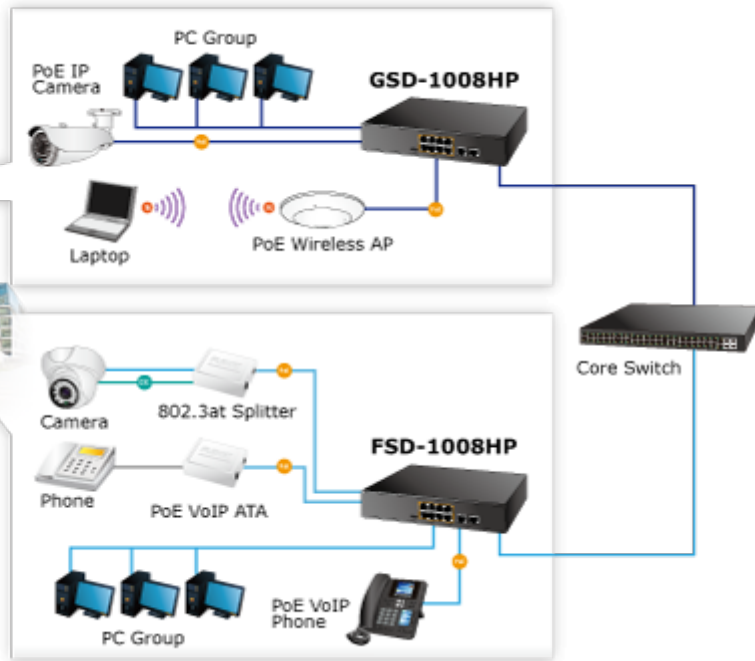 PC Group
PoE IP
Camera
GSD-1008HP
Laptop
PoE Wireless AP
Core Switch
Camera
802.3at Splitter
FSD-1008HP
Phone
PoE VoIP ATA
PC Group
PoE VoIP
Phone